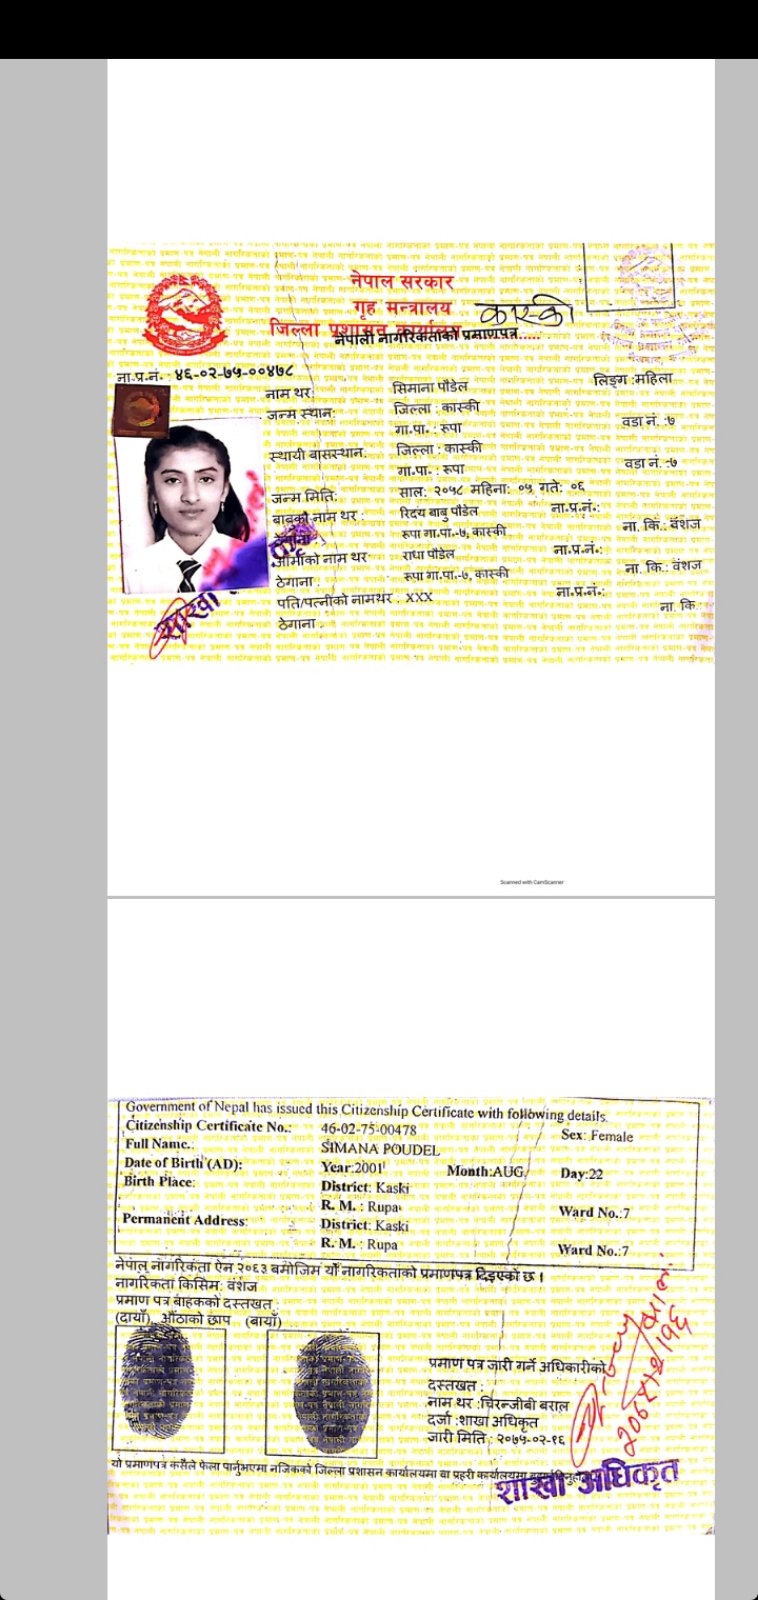 नेपाल सरकार
गृह मन्त्रालय
जिल्ला प्रशासन कार्यालय, कास्की
नेपाली नागरिकताको प्रमाणपत्र
ना.प्र.नं. ४६-०२-७५-००४७८ लिङ्ग :महिला
नाम थर: सिमाना पौडेल
जन्म स्थान: जिल्ला : कास्की
गा.पा. : रूपा वडा नं. :७
स्थायी बासस्थान: जिल्ला : कास्की
गा.पा. : रूपा वडा नं. :७
जन्म मिति: साल: २०५८ महिना: ०५ गते: ०६
बाबुको नाम थर : रिदय बाबु पौडेल ना.प्र.नं.:
ठेगाना : रूपा गा.पा.-७, कास्की ना. कि.: वंशज
आमाको नाम थर राधा पौडेल ना.प्र.नं.:
ठेगाना : रूपा गा.पा.-७, कास्की ना. कि.: वंशज
पति/पत्नीको नामथर : XXX ना.प्र.नं.:
ठेगाना : ना. कि.:
शाखा
Scanned with CamScanner
Government of Nepal has issued this Citizenship Certificate with following details.
Citizenship Certificate No.: 46-02-75-00478 Sex: Female
Full Name.: SIMANA POUDEL
Date of Birth (AD): Year:2001 Month:AUG Day:22
Birth Place: District: Kaski
R. M. : Rupa Ward No.:7
Permanent Address: District: Kaski
R. M. : Rupa Ward No.:7
नेपाल नागरिकता ऐन २०६३ बमोजिम यो नागरिकताको प्रमाणपत्र दिइएको छ ।
नागरिकता किसिम: वंशज
प्रमाण पत्र बाहकको दस्तखत :
(दायाँ) औंठाको छाप (बायाँ)
प्रमाण पत्र जारी गर्ने अधिकारीको
दस्तखत :
नाम थर : चिरन्जीबी बराल
दर्जा : शाखा अधिकृत
जारी मिति : २०७५-०२-१६
यो प्रमाणपत्र कसैले फेला पार्नुभएमा नजिकको जिल्ला प्रशासन कार्यालयमा वा प्रहरी कार्यालयमा
शाखा अधिकृत